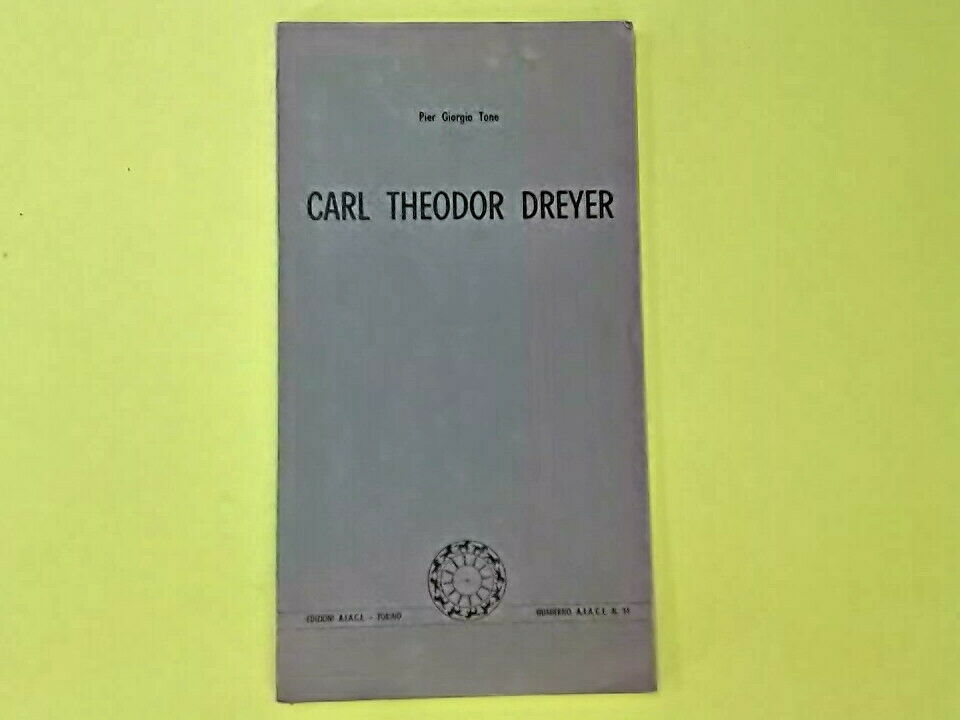 Pier Giorgio Tone
CARL THEODOR DREYER
EDIZIONI A.I.A.C.E. - TORINO
QUADERNO A.I.A.C.E. N.